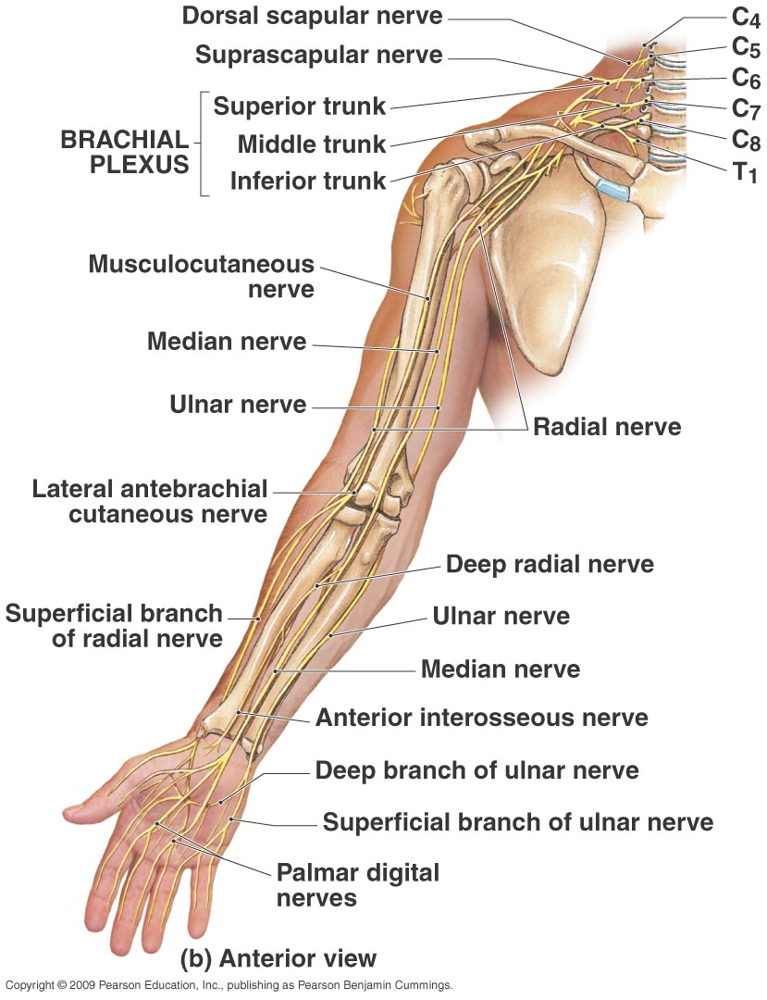 Dorsal scapular nerve
Suprascapular nerve
BRACHIAL
PLEXUS
Superior trunk
Middle trunk
Inferior trunk
C4
C5
C6
C7
C8
T1
Musculocutaneous
nerve
Median nerve
Ulnar nerve
Radial nerve
Lateral antebrachial
cutaneous nerve
Deep radial nerve
Superficial branch
of radial nerve
Ulnar nerve
Median nerve
Anterior interosseous nerve
Deep branch of ulnar nerve
Superficial branch of ulnar nerve
Palmar digital
nerves
(b) Anterior view
Copyright © 2009 Pearson Education, Inc., publishing as Pearson Benjamin Cummings.